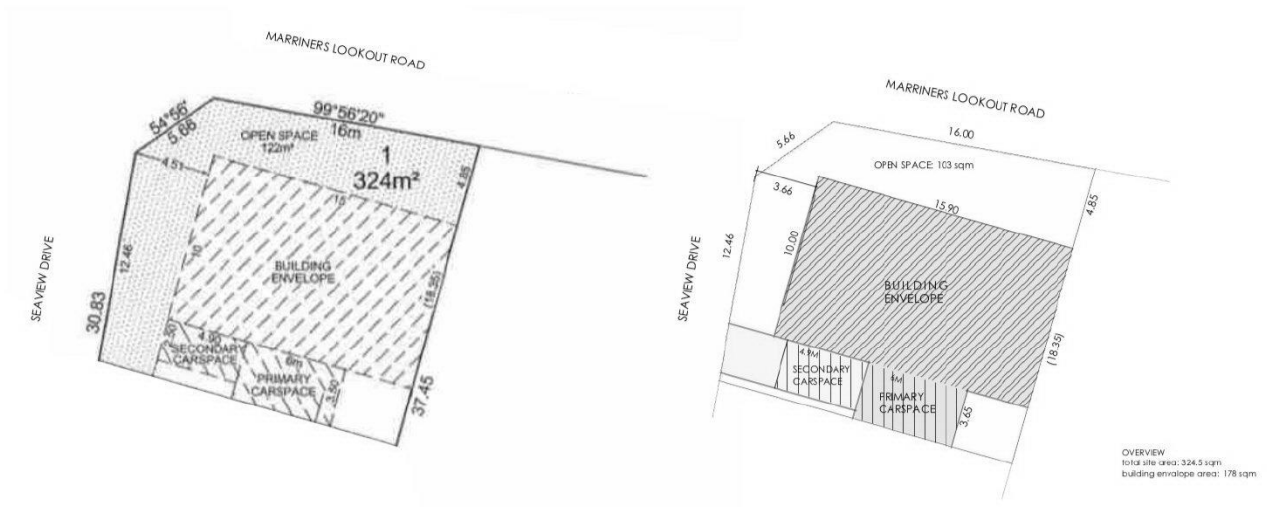 MARRINERS LOOKOUT ROAD
99°56'20"
54°56'
5.66
16m
OPEN SPACE
122m²
1
324m²
4.51
4.85
15
SEAVIEW DRIVE
12.46
10
BUILDING
ENVELOPE
(18.35)
30.83
2.50
4.90
SECONDARY
CARSPACE
6m
PRIMARY
CARSPACE
3.50
37.45
MARRINERS LOOKOUT ROAD
16.00
5.66
OPEN SPACE: 103 sqm
3.66
15.90
4.85
SEAVIEW DRIVE
12.46
10.00
BUILDING
ENVELOPE
(18.35)
4.9M
SECONDARY
CARSPACE
6M
PRIMARY
CARSPACE
3.65
OVERVIEW
total site area: 324.5 sqm
building envalope area: 178 sqm